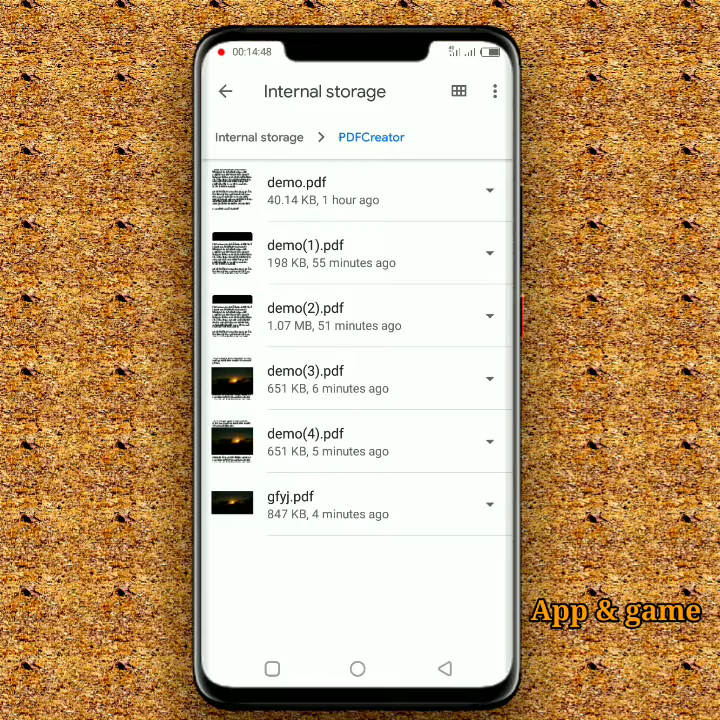 00:14:48
Internal storage
Internal storage > PDFCreator
demo.pdf
40.14 KB, 1 hour ago
demo(1).pdf
198 KB, 55 minutes ago
demo(2).pdf
1.07 MB, 51 minutes ago
demo(3).pdf
651 KB, 6 minutes ago
demo(4).pdf
651 KB, 5 minutes ago
gfyj.pdf
847 KB, 4 minutes ago
App & game